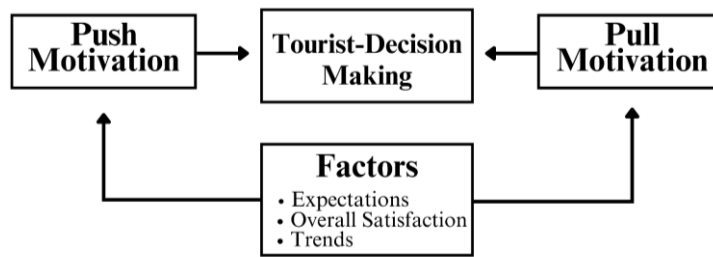 Push
Motivation
Tourist-Decision
Making
Pull
Motivation
Factors
• Expectations
• Overall Satisfaction
• Trends